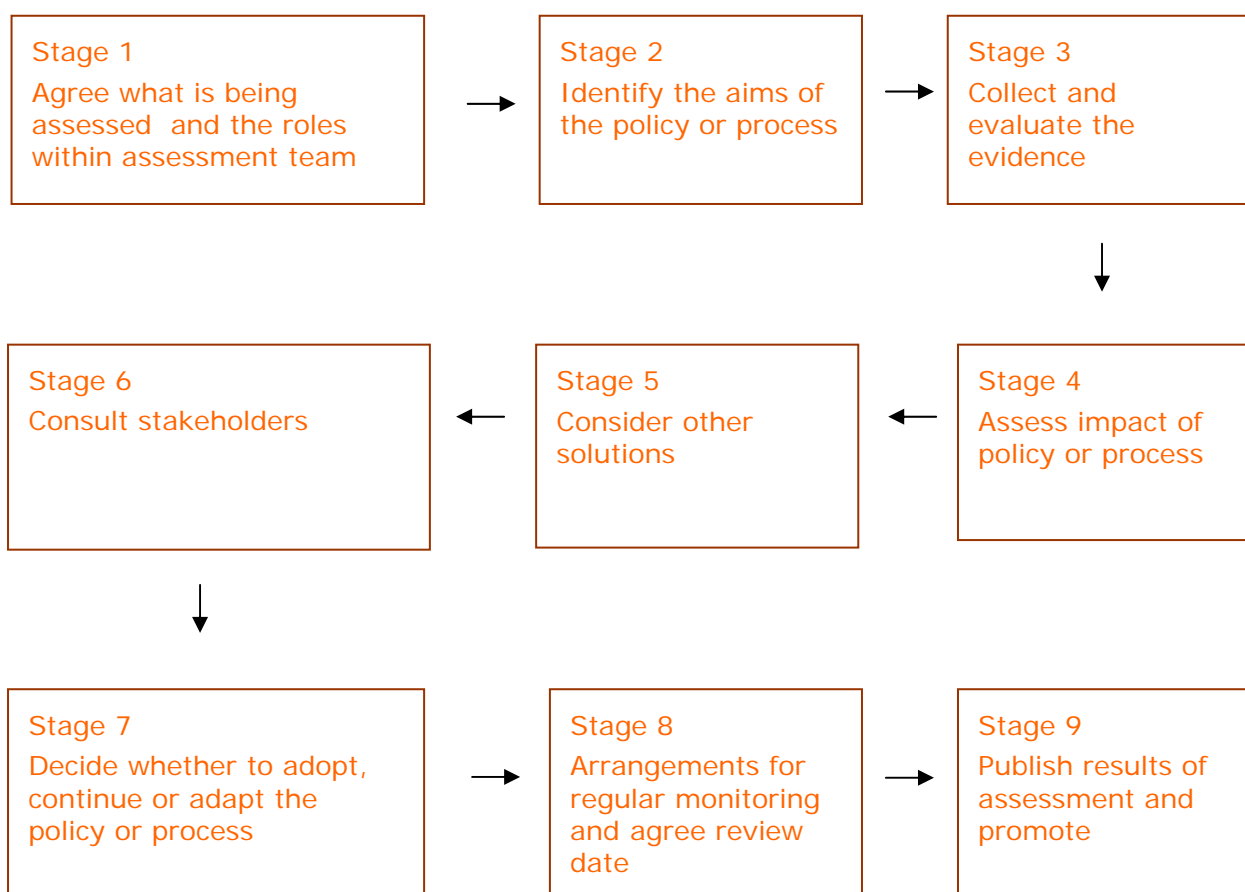 Stage 1
Agree what is being
assessed  and the roles
within assessment team
Stage 2
Identify the aims of
the policy or process
Stage 3
Collect and
evaluate the
evidence
Stage 4
Assess impact of
policy or process
Stage 5
Consider other
solutions
Stage 6
Consult stakeholders
Stage 7
Decide whether to adopt,
continue or adapt the
policy or process
Stage 8
Arrangements for
regular monitoring
and agree review
date
Stage 9
Publish results of
assessment and
promote